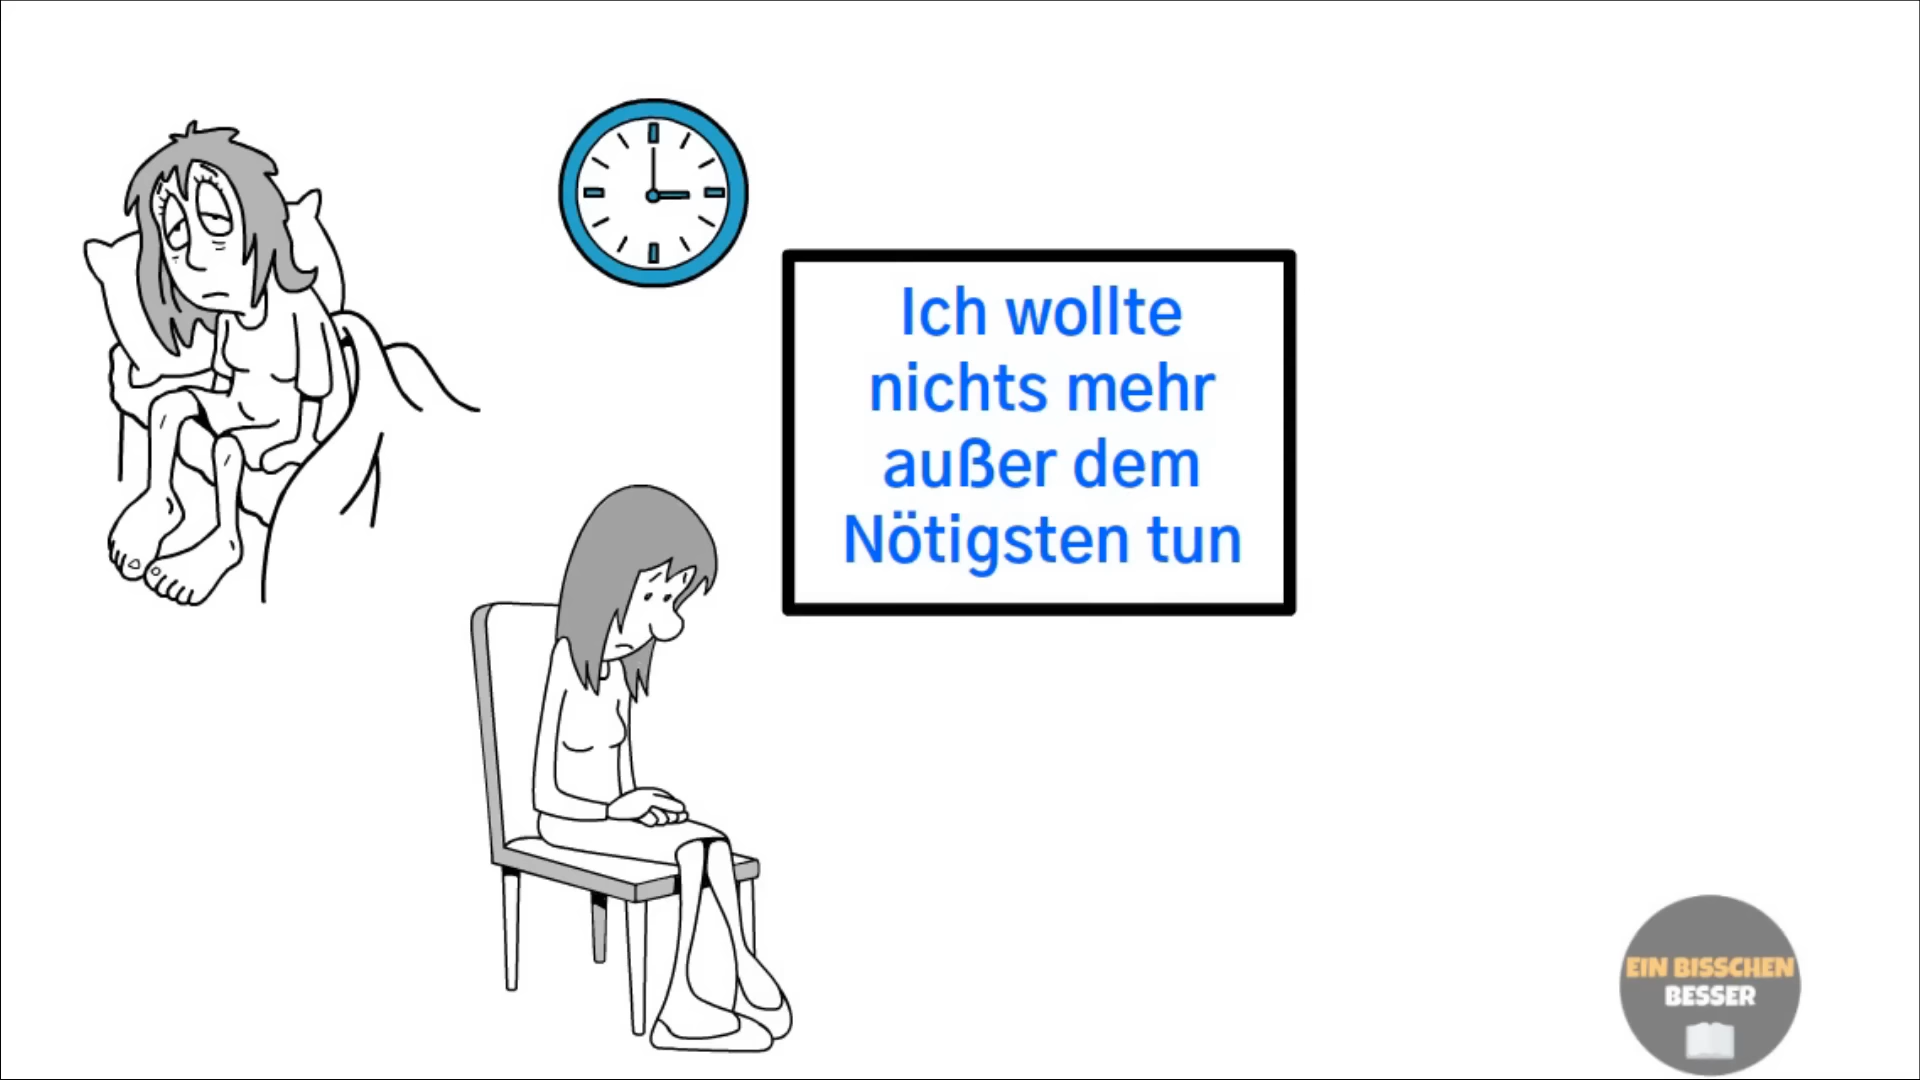 Ich wollte
nichts mehr
außer dem
Nötigsten tun
EIN BISSCHEN
BESSER